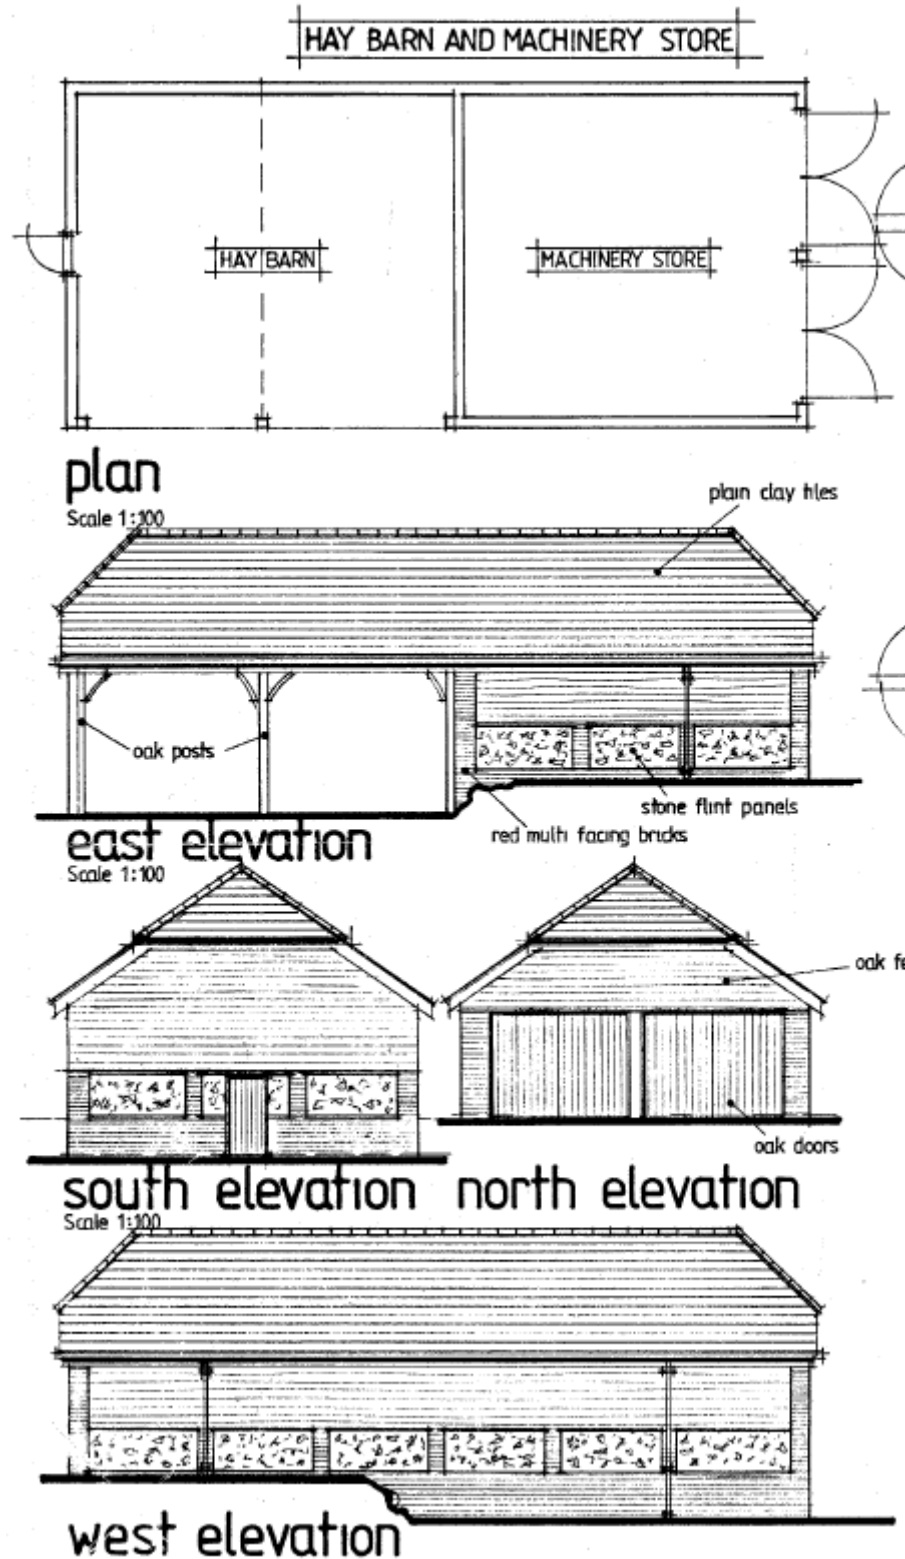 HAY BARN AND MACHINERY STORE
HAY BARN
MACHINERY STORE
plan
Scale 1:100
plain clay tiles
oak posts
stone flint panels
red multi facing bricks
east elevation
Scale 1:100
oak fe
oak doors
south elevation
north elevation
Scale 1:100
west elevation